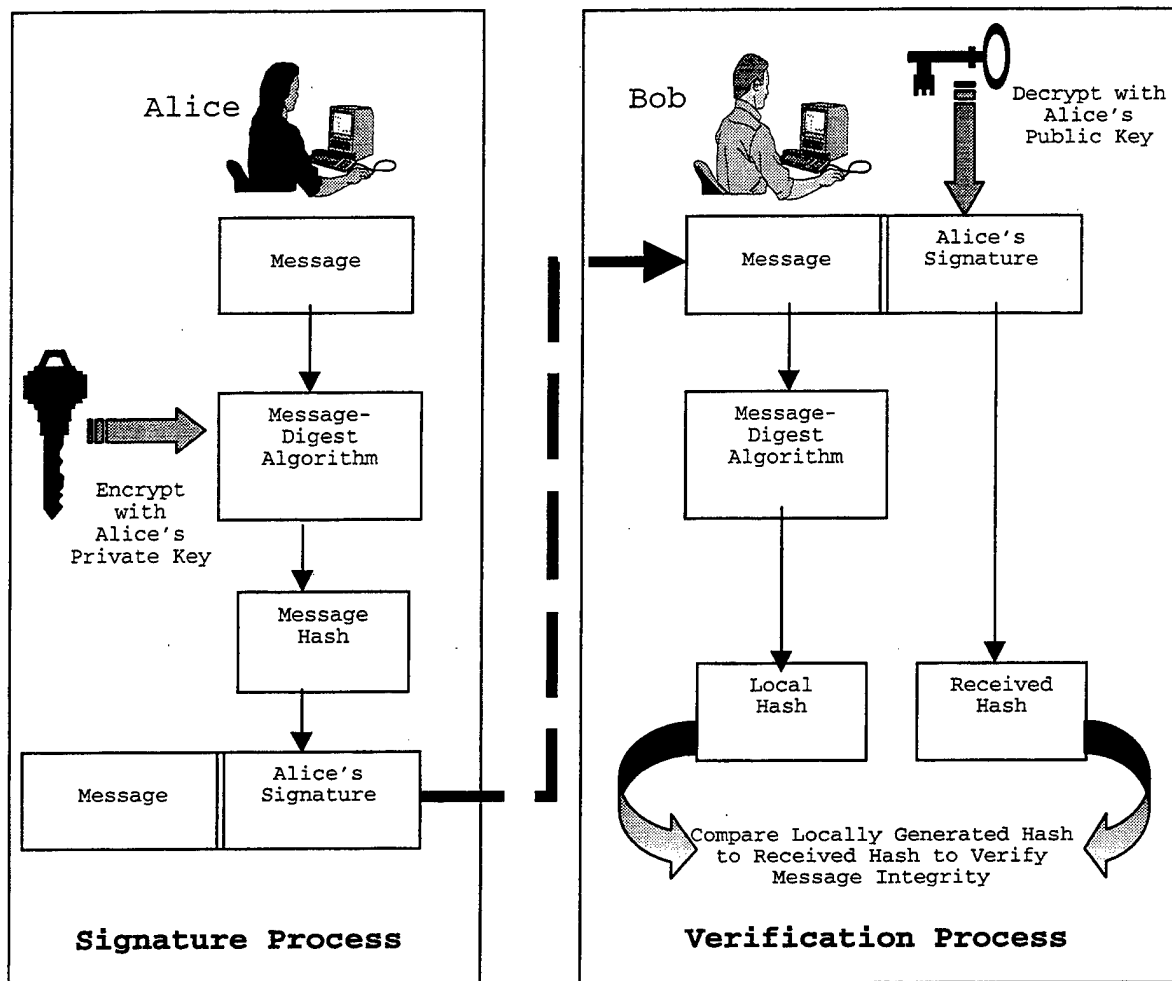 Alice
Message
Message-
Digest
Algorithm
Encrypt
with
Alice's
Private Key
Message
Hash
Message
Alice's
Signature
Signature Process
Bob
Decrypt with
Alice's
Public Key
Message
Alice's
Signature
Message-
Digest
Algorithm
Local
Hash
Received
Hash
Compare Locally Generated Hash
to Received Hash to Verify
Message Integrity
Verification Process